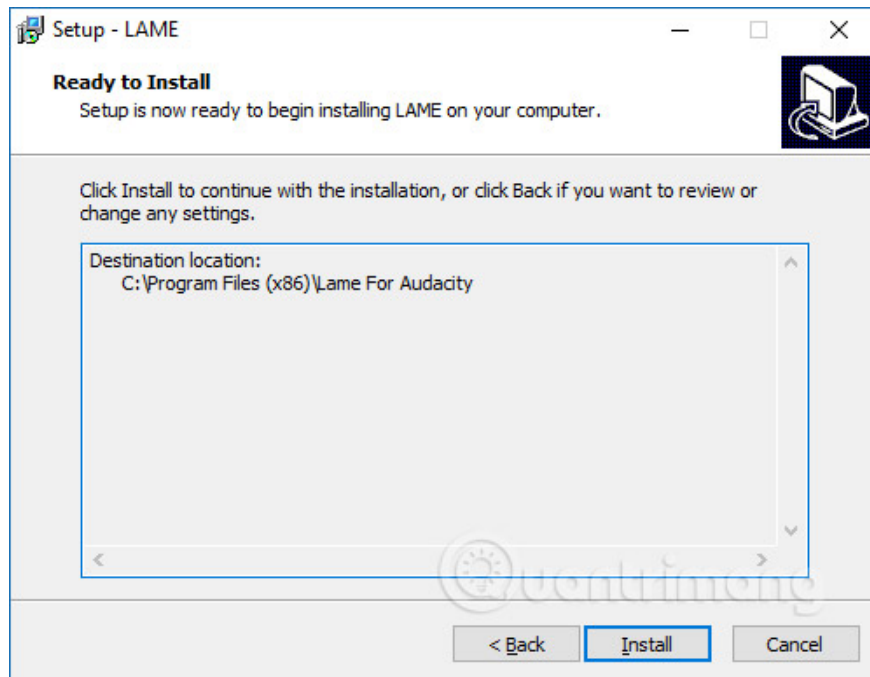 Setup - LAME
Ready to Install
Setup is now ready to begin installing LAME on your computer.
Click Install to continue with the installation, or click Back if you want to review or
change any settings.
Destination location:
C:\Program Files (x86)\Lame For Audacity
Quantrimang
< Back Install Cancel